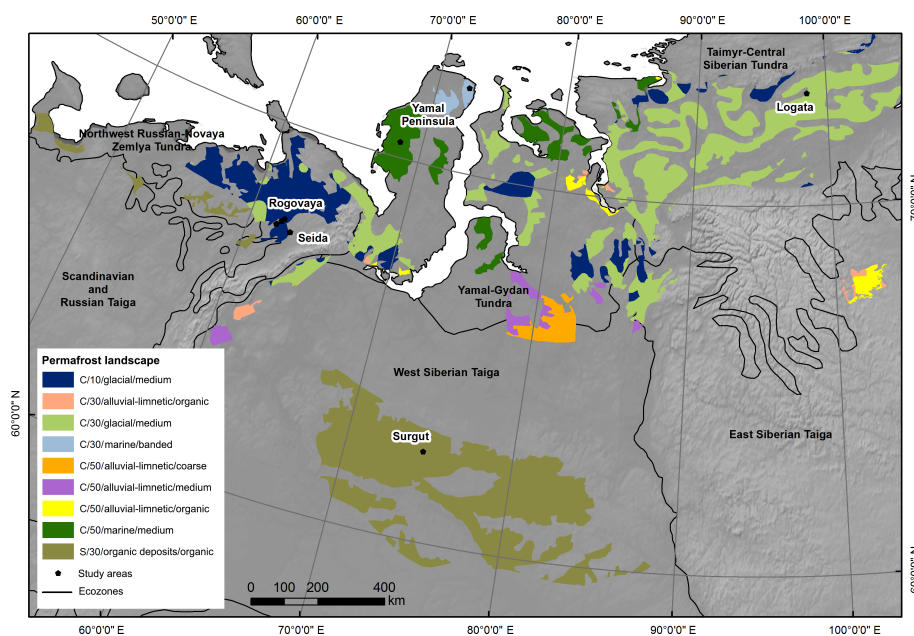 50°0'0" E
60°0'0" E
70°0'0" E
80°0'0" E
90°0'0" E
100°0'0" E
Taimyr-Central
Siberian Tundra
Logata
Yamal
Peninsula
Northwest Russian-Novaya
Zemlya Tundra
70°0'0" N
Rogovaya
Seida
Scandinavian
and
Russian Taiga
Yamal-Gydan
Tundra
West Siberian Taiga
Surgut
East Siberian Taiga
60°0'0" N
Permafrost landscape
C/10/glacial/medium
C/30/alluvial-limnetic/organic
C/30/glacial/medium
C/30/marine/banded
C/50/alluvial-limnetic/coarse
C/50/alluvial-limnetic/medium
C/50/alluvial-limnetic/organic
C/50/marine/medium
S/30/organic deposits/organic
Study areas
Ecozones
0 100 200 400
km
60°0'0" N
60°0'0" E
70°0'0" E
80°0'0" E
90°0'0" E
100°0'0" E